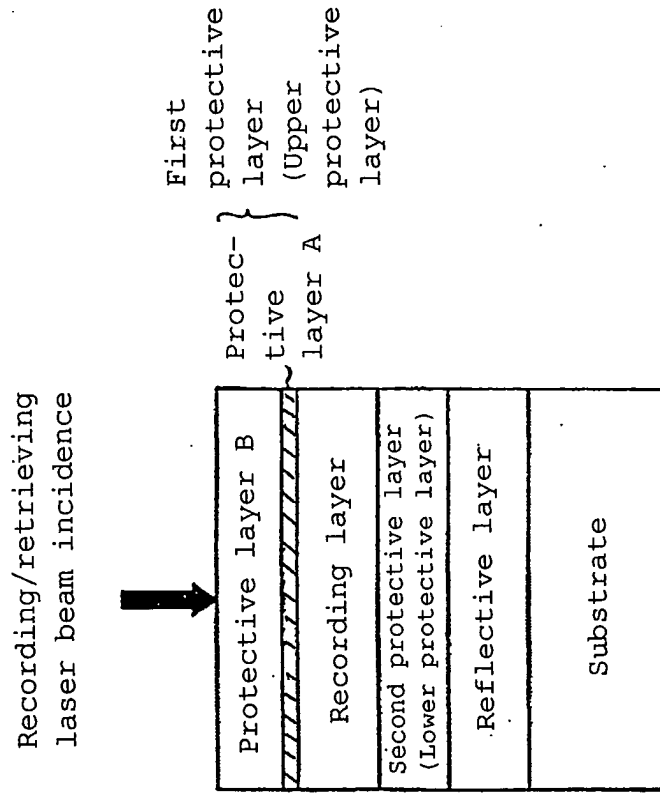 Recording/retrieving
laser beam incidence
Protective layer B
Protec-
tive
layer A
First
protective
layer
(Upper
protective
layer)
Recording layer
Second protective layer
(Lower protective layer)
Reflective layer
Substrate